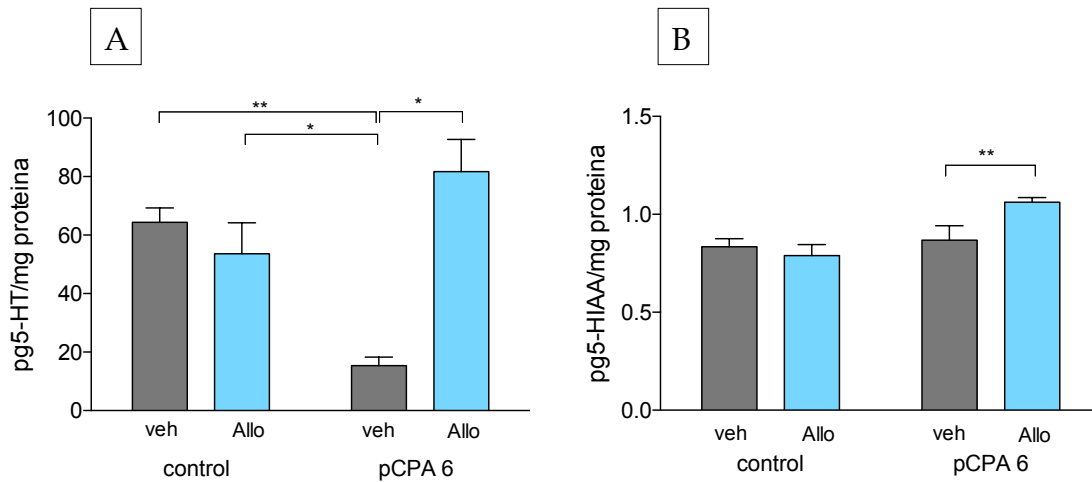 A
B
**
*
*
**
pg5-HT/mg proteina
100
80
60
40
20
0
veh
Allo
veh
Allo
control
pCPA 6
pg5-HIAA/mg proteina
1.5
1.0
0.5
0.0
veh
Allo
veh
Allo
control
pCPA 6